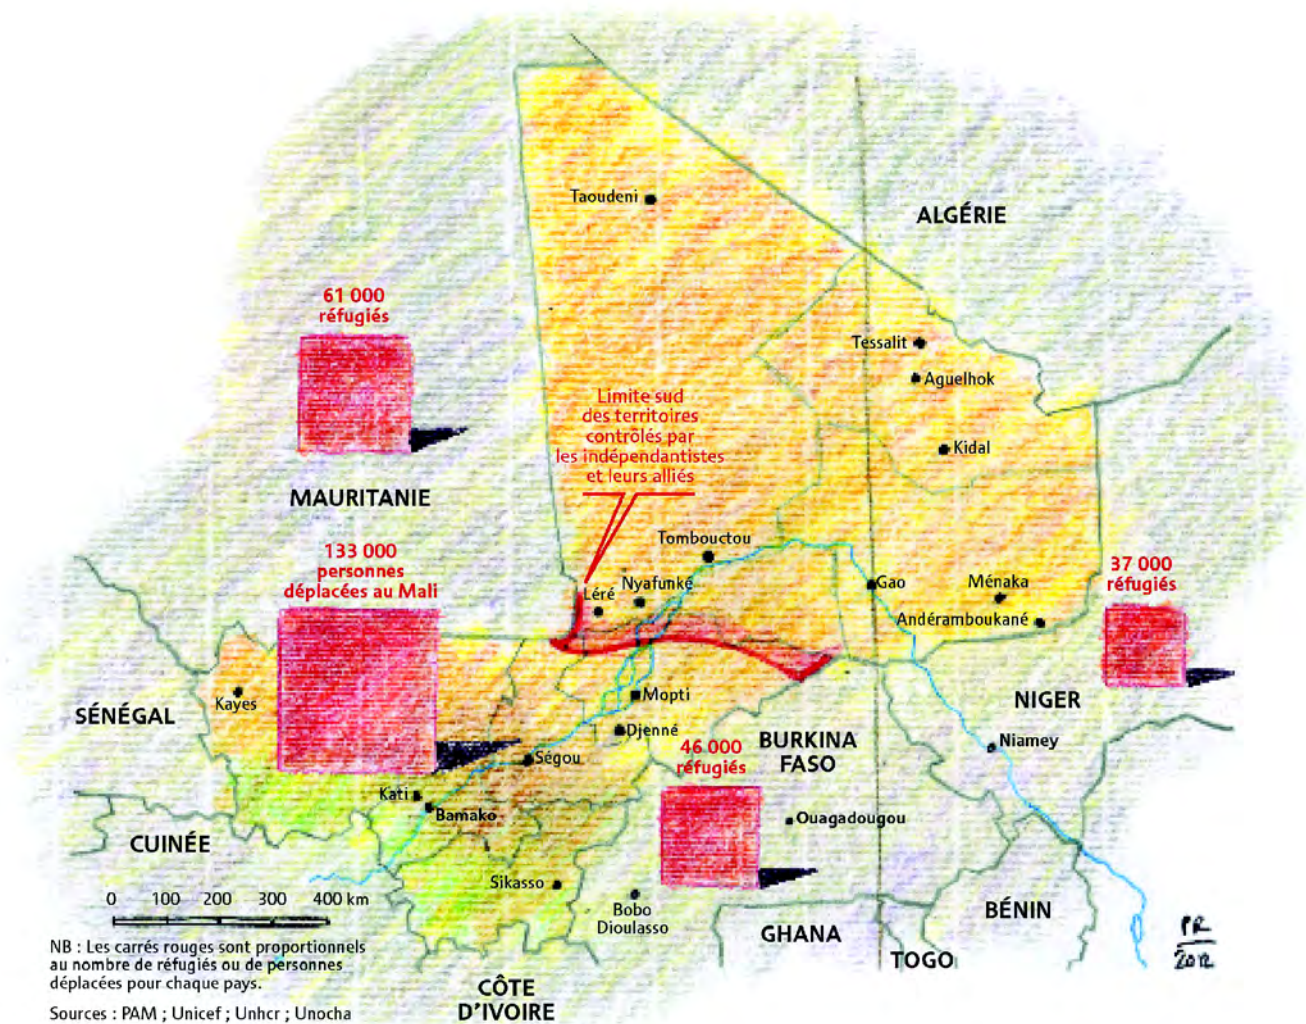 Taoudeni
ALGÉRIE
61 000
réfugiés
Tessalit
Aguelhok
Limite sud
des territoires
contrôlés par
les indépendantistes
et leurs alliés
Kidal
MAURITANIE
Tombouctou
133 000
personnes
déplacées au Mali
Nyafunké
Léré
Gao
Ménaka
Andéramboukané
37 000
réfugiés
Kayes
SÉNÉGAL
Mopti
Djenné
NIGER
Niamey
46 000
réfugiés
BURKINA
FASO
Ségou
Kati
Bamako
Ouagadougou
CUINÉE
Sikasso
Bobo
Dioulasso
BÉNIN
GHANA
TOGO
CÔTE
D'IVOIRE
0 100 200 300 400 km
NB : Les carrés rouges sont proportionnels
au nombre de réfugiés ou de personnes
déplacées pour chaque pays.
Sources : PAM ; Unicef ; Unhcr ; Unocha
PR
2012